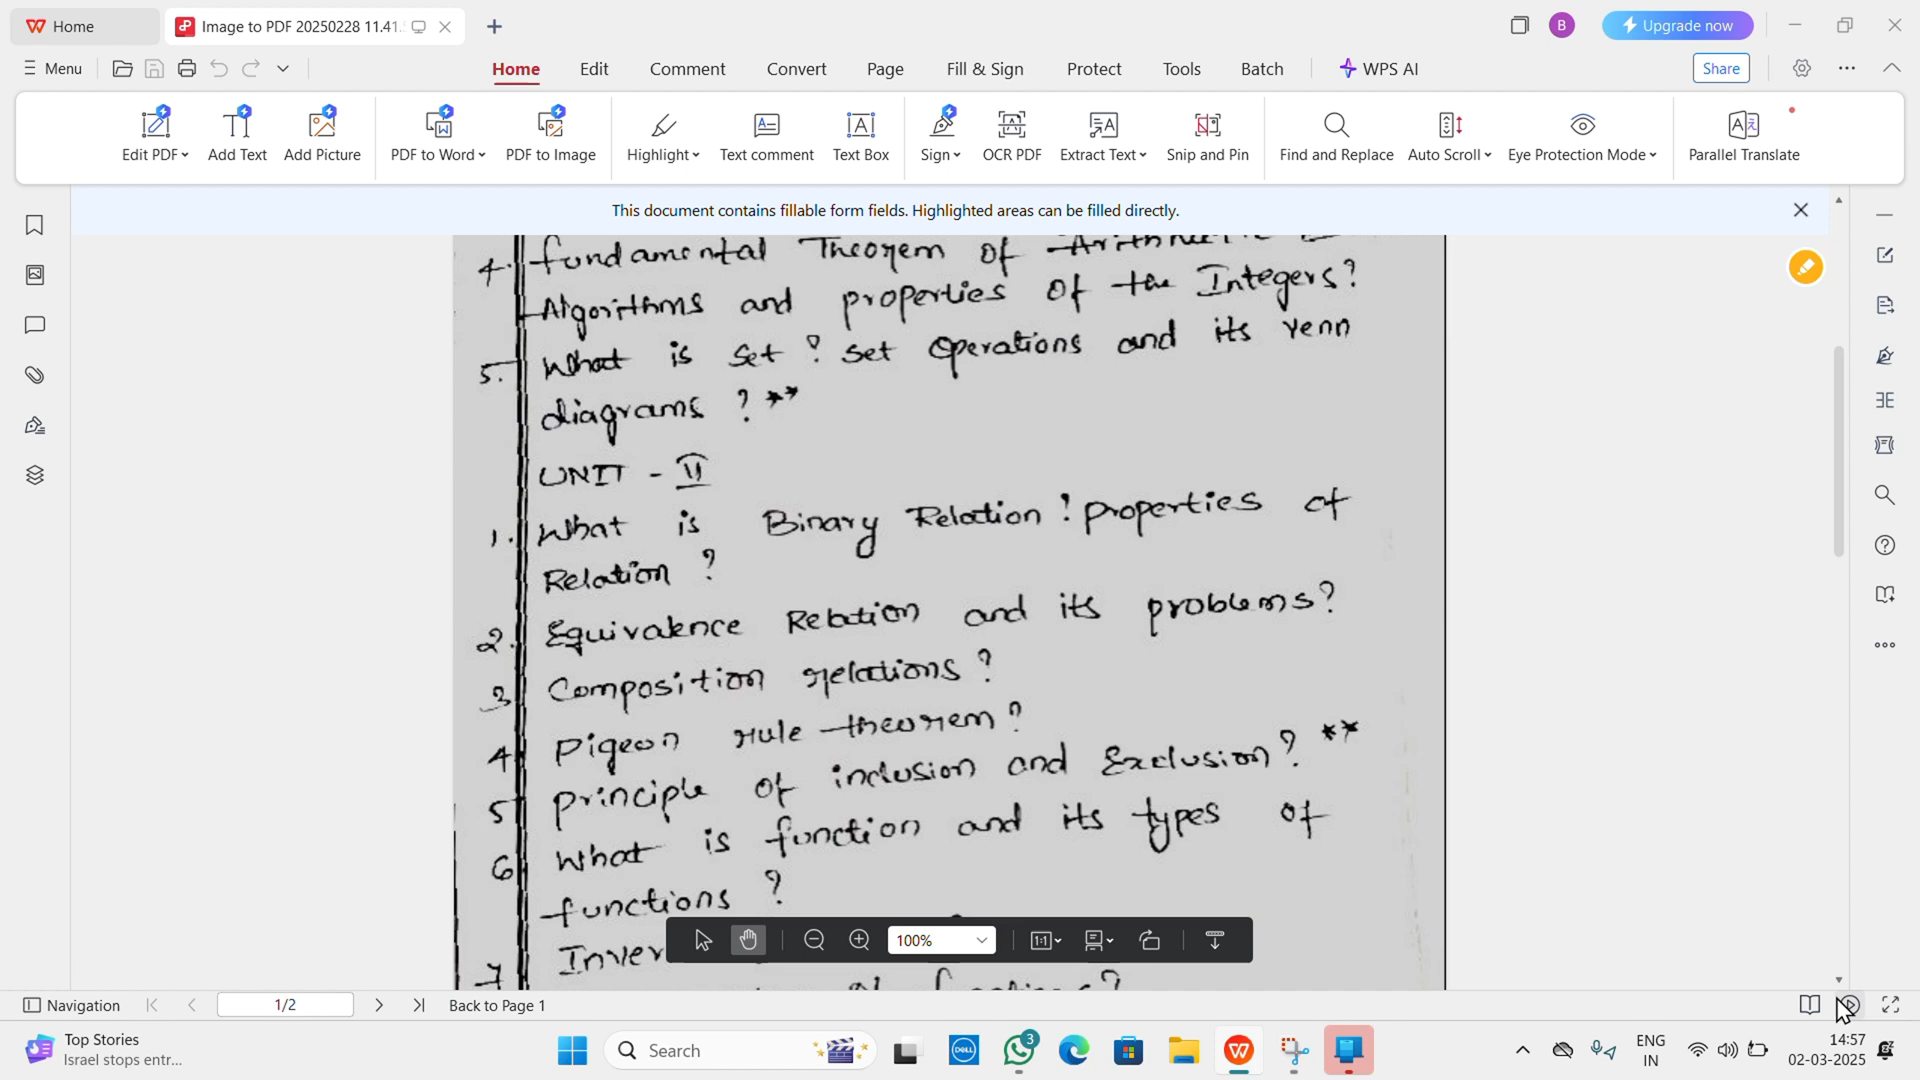 Home
Image to PDF 20250228 11.41.
B
Upgrade now
Menu
Home Edit Comment Convert Page Fill & Sign Protect Tools Batch WPS AI
Share
Edit PDF Add Text Add Picture PDF to Word PDF to Image Highlight Text comment Text Box Sign OCR PDF Extract Text Snip and Pin Find and Replace Auto Scroll Eye Protection Mode Parallel Translate
This document contains fillable form fields. Highlighted areas can be filled directly.
4. fundamental Theorem of
Algorithms and properties of the Integers?
5. What is set? set operations and its venn
diagrams? **
UNIT - II
1. What is Binary Relation? properties of
Relation?
2. Equivalence Relation and its problems?
3 Composition relations?
4 pigeon rule theorem?
5 principle of inclusion and Exclusion? **
6 What is function and its types of
functions?
7 Inver
100%
1:1
Navigation
1/2
Back to Page 1
Top Stories
Israel stops entr...
Search
DELL
3
ENG
IN
14:57
02-03-2025